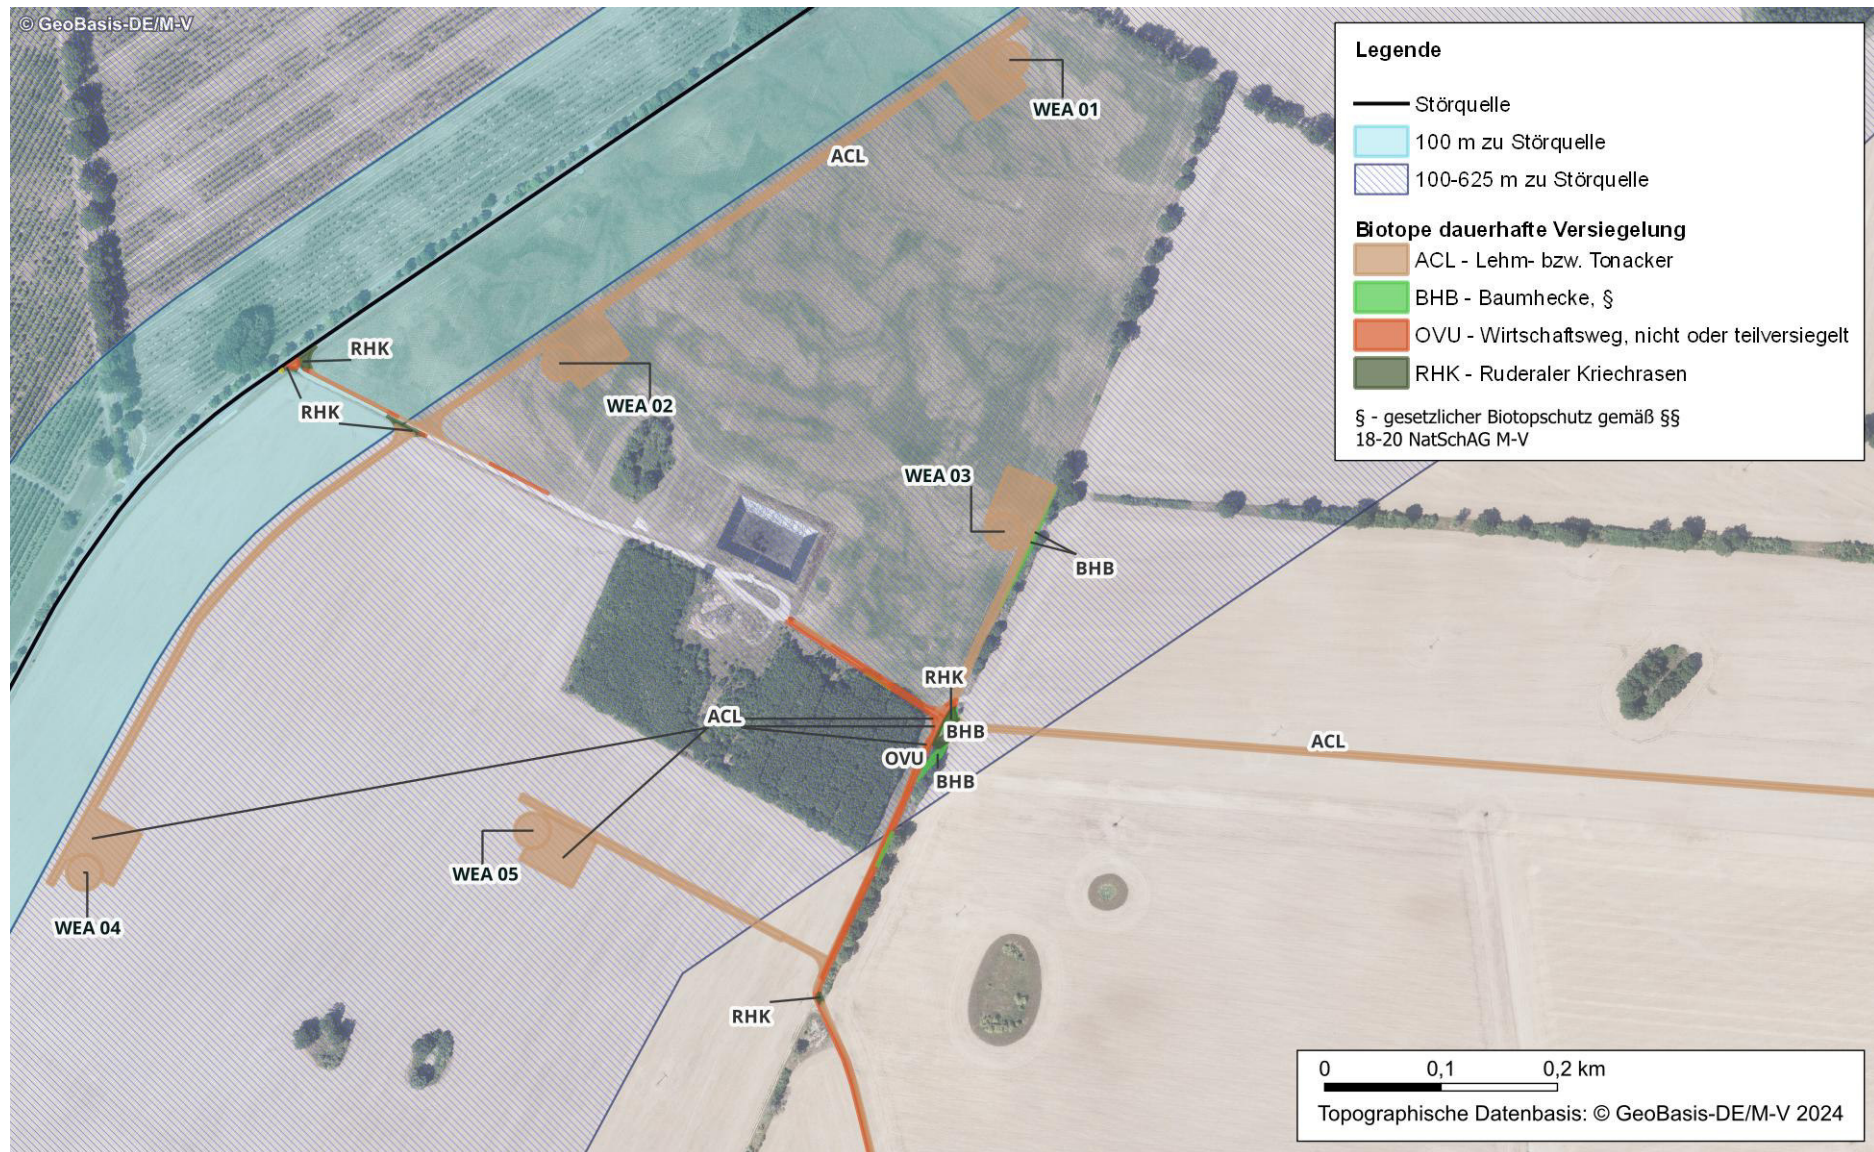 © GeoBasis-DE/M-V
WEA 01
ACL
RHK
RHK
WEA 02
WEA 03
BHB
RHK
ACL
BHB
OVU
BHB
ACL
WEA 05
WEA 04
RHK
Legende
Störquelle
100 m zu Störquelle
100-625 m zu Störquelle
Biotope dauerhafte Versiegelung
ACL - Lehm- bzw. Tonacker
BHB - Baumhecke, §
OVU - Wirtschaftsweg, nicht oder teilversiegelt
RHK - Ruderaler Kriechrasen
§ - gesetzlicher Biotopschutz gemäß §§
18-20 NatSchAG M-V
0 0,1 0,2 km
Topographische Datenbasis: © GeoBasis-DE/M-V 2024